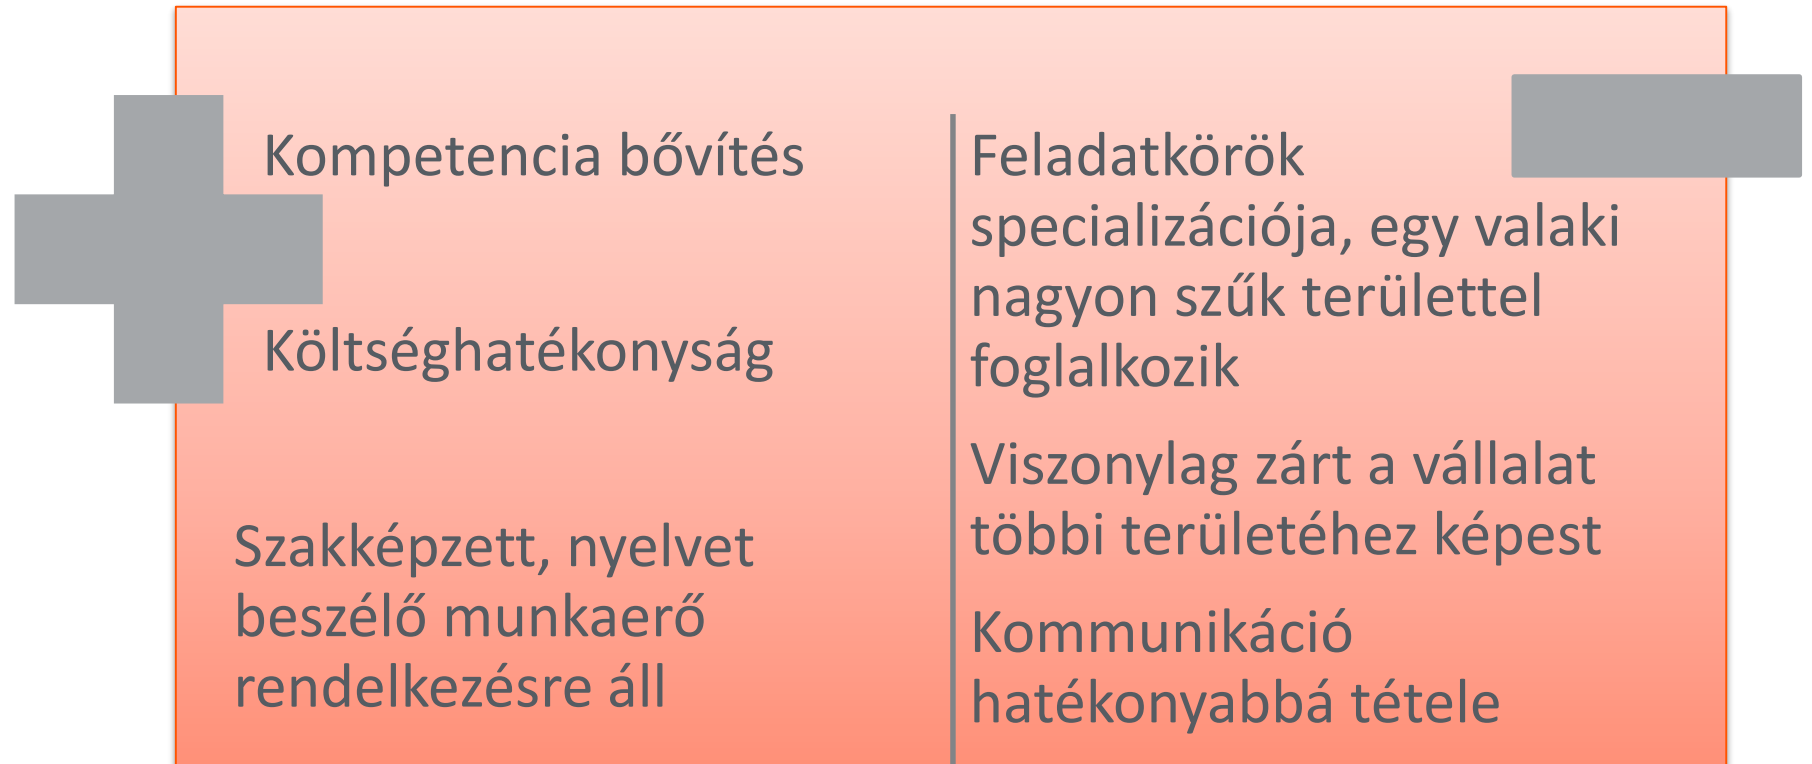 Kompetencia bővítés
Költséghatékonyság
Szakképzett, nyelvet
beszélő munkaerő
rendelkezésre áll
Feladatkörök
specializációja, egy valaki
nagyon szűk területtel
foglalkozik
Viszonylag zárt a vállalat
többi területéhez képest
Kommunikáció
hatékonyabbá tétele